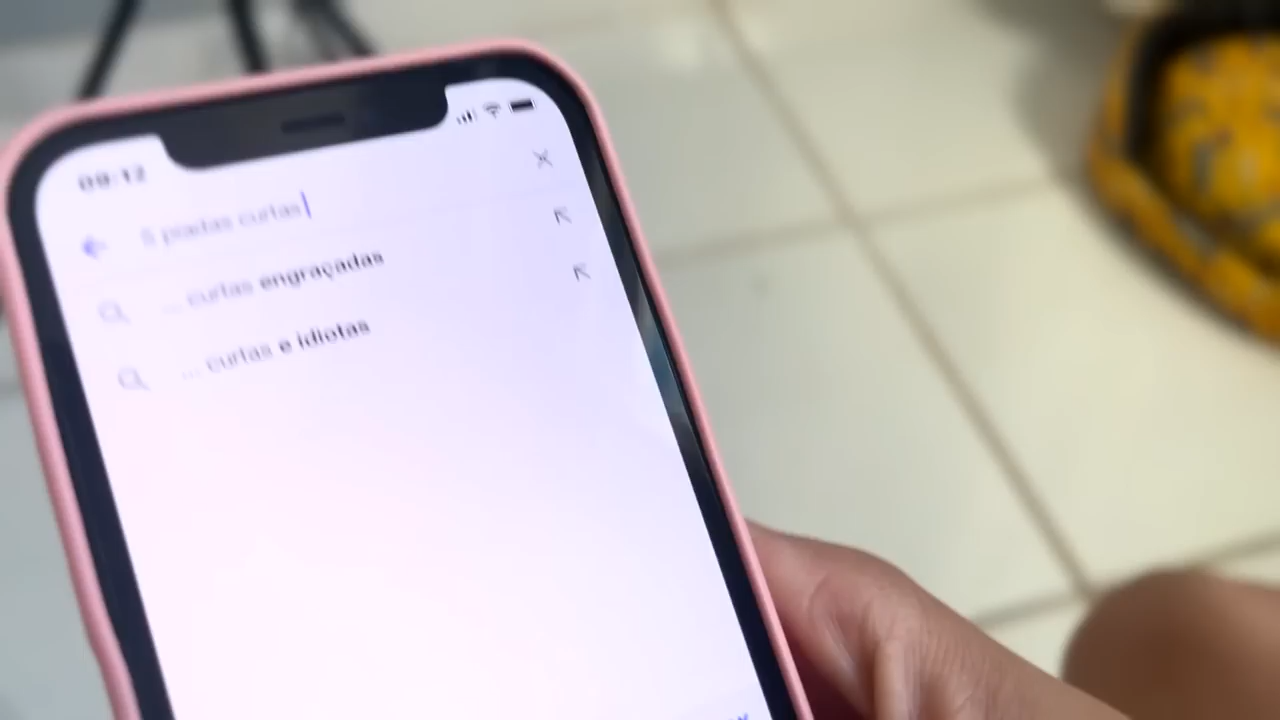 09:12
5 piadas curtas
... curtas engraçadas
... curtas e idiotas